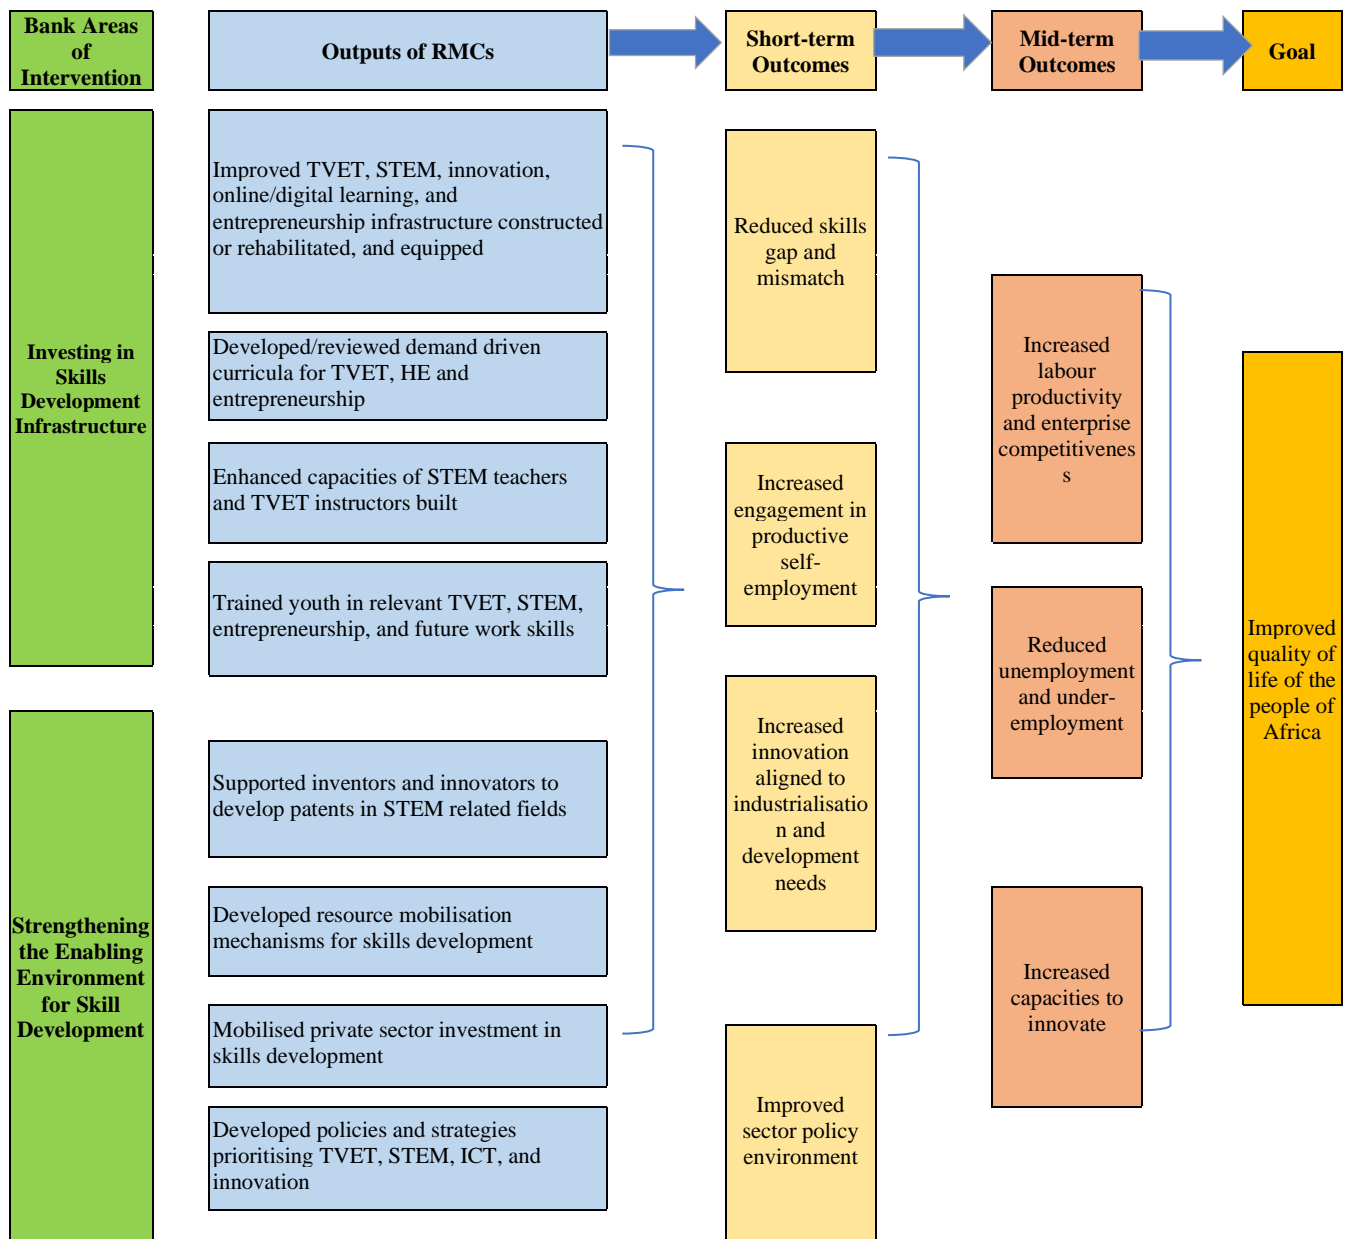 Bank Areas
of
Intervention
Outputs of RMCs
Short-term
Outcomes
Mid-term
Outcomes
Goal
Investing in
Skills
Development
Infrastructure
Strengthening
the Enabling
Environment
for Skill
Development
Improved TVET, STEM, innovation,
online/digital learning, and
entrepreneurship infrastructure constructed
or rehabilitated, and equipped
Developed/reviewed demand driven
curricula for TVET, HE and
entrepreneurship
Enhanced capacities of STEM teachers
and TVET instructors built
Trained youth in relevant TVET, STEM,
entrepreneurship, and future work skills
Supported inventors and innovators to
develop patents in STEM related fields
Developed resource mobilisation
mechanisms for skills development
Mobilised private sector investment in
skills development
Developed policies and strategies
prioritising TVET, STEM, ICT, and
innovation
Reduced skills
gap and
mismatch
Increased
engagement in
productive
self-
employment
Increased
innovation
aligned to
industrialisatio
n and
development
needs
Improved
sector policy
environment
Increased
labour
productivity
and enterprise
competitivenes
s
Reduced
unemployment
and under-
employment
Increased
capacities to
innovate
Improved
quality of
life of the
people of
Africa